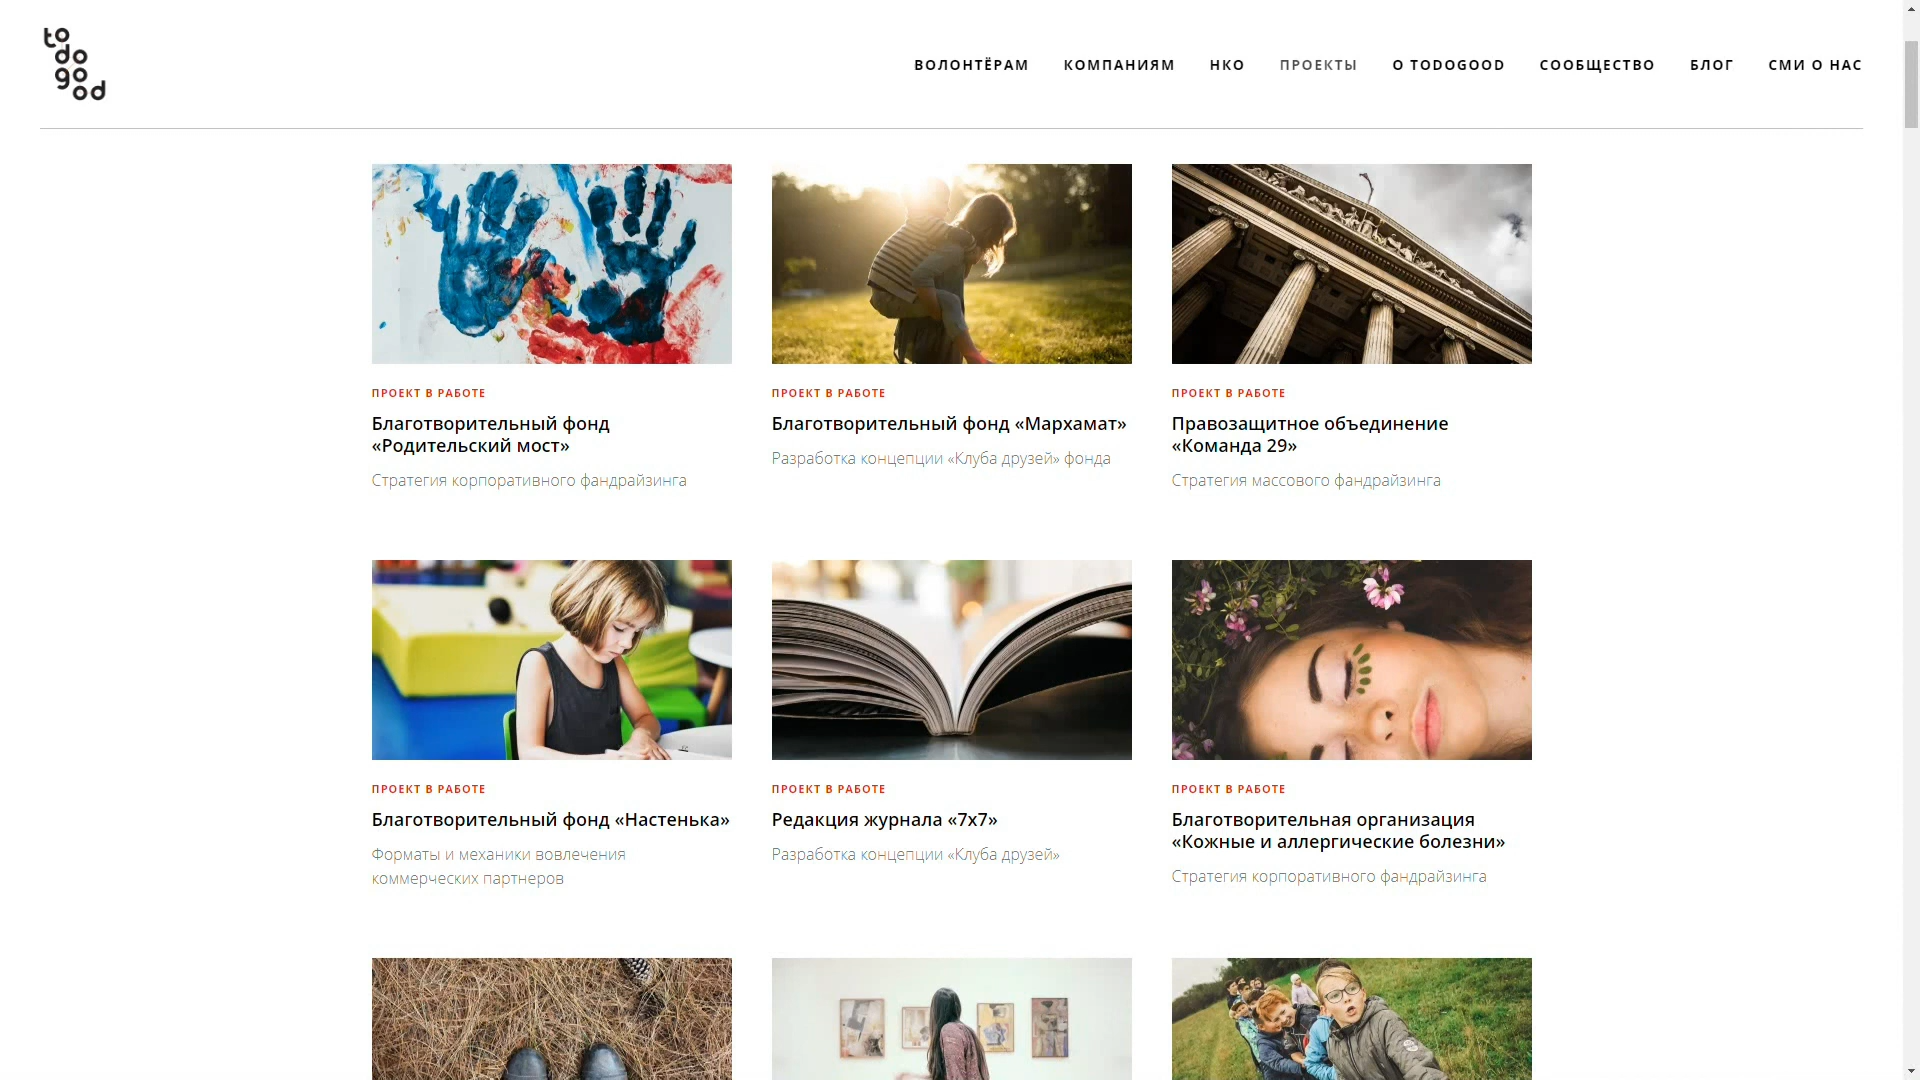 to
do
go
od
ВОЛОНТЁРАМ КОМПАНИЯМ НКО ПРОЕКТЫ О TODOGOOD СООБЩЕСТВО БЛОГ СМИ О НАС
ПРОЕКТ В РАБОТЕ
Благотворительный фонд
«Родительский мост»
Стратегия корпоративного фандрайзинга
ПРОЕКТ В РАБОТЕ
Благотворительный фонд «Мархамат»
Разработка концепции «Клуба друзей» фонда
ПРОЕКТ В РАБОТЕ
Правозащитное объединение
«Команда 29»
Стратегия массового фандрайзинга
ПРОЕКТ В РАБОТЕ
Благотворительный фонд «Настенька»
Форматы и механики вовлечения
коммерческих партнеров
ПРОЕКТ В РАБОТЕ
Редакция журнала «7х7»
Разработка концепции «Клуба друзей»
ПРОЕКТ В РАБОТЕ
Благотворительная организация
«Кожные и аллергические болезни»
Стратегия корпоративного фандрайзинга